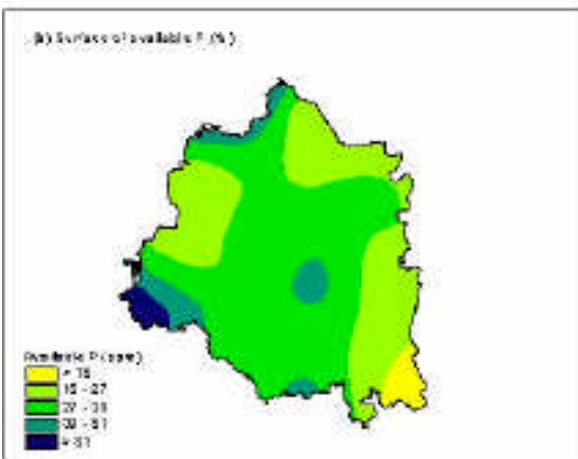 (b) Surface of available P (%)
Available P (ppm)
< 15
15 - 27
27 - 39
39 - 51
> 51